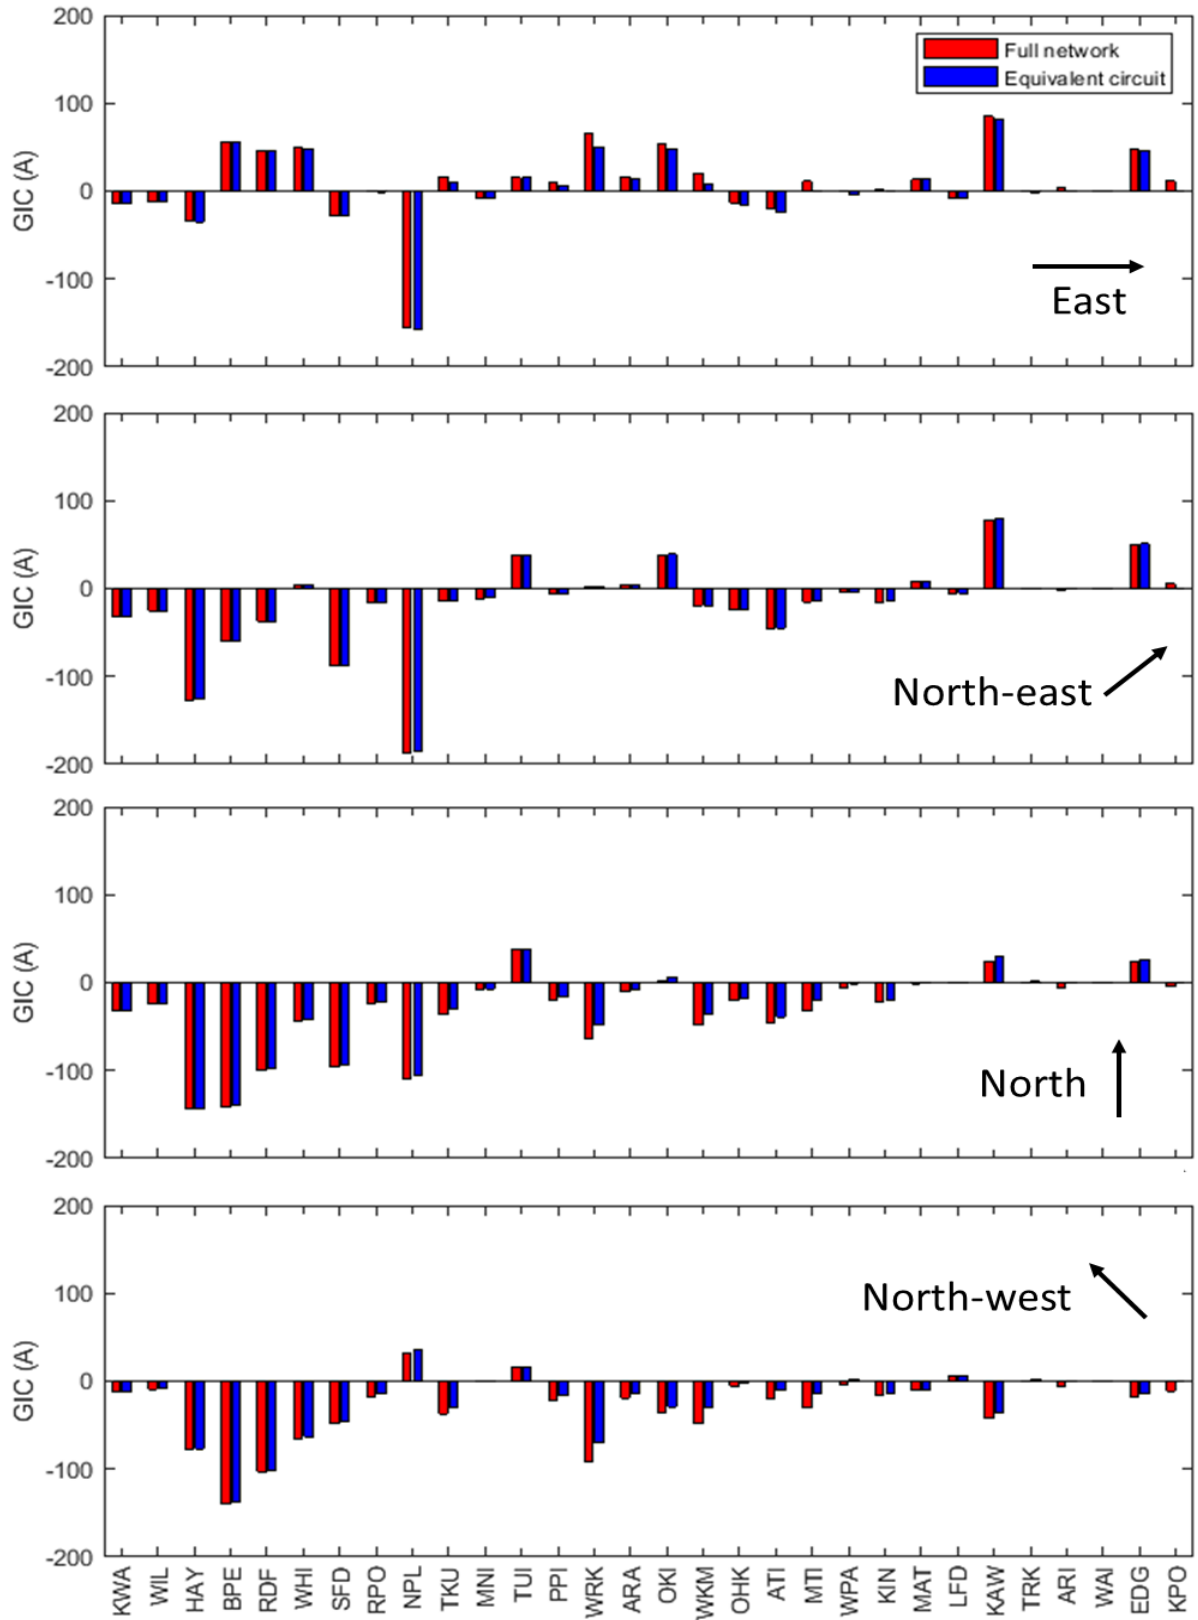 200
Full network
Equivalent circuit
100
GIC (A)
0
-100
East
-200
200
100
GIC (A)
0
-100
North-east
-200
200
100
GIC (A)
0
-100
North
-200
200
100
North-west
GIC (A)
0
-100
-200
KWA WIL HAY BPE RDF WHI SFD RPO NPL TKU MNI TUI PPI WRK ARA OKI WKM OHK ATI MTI WPA KIN MAT LFD KAW TRK ARI WAI EDG KPO